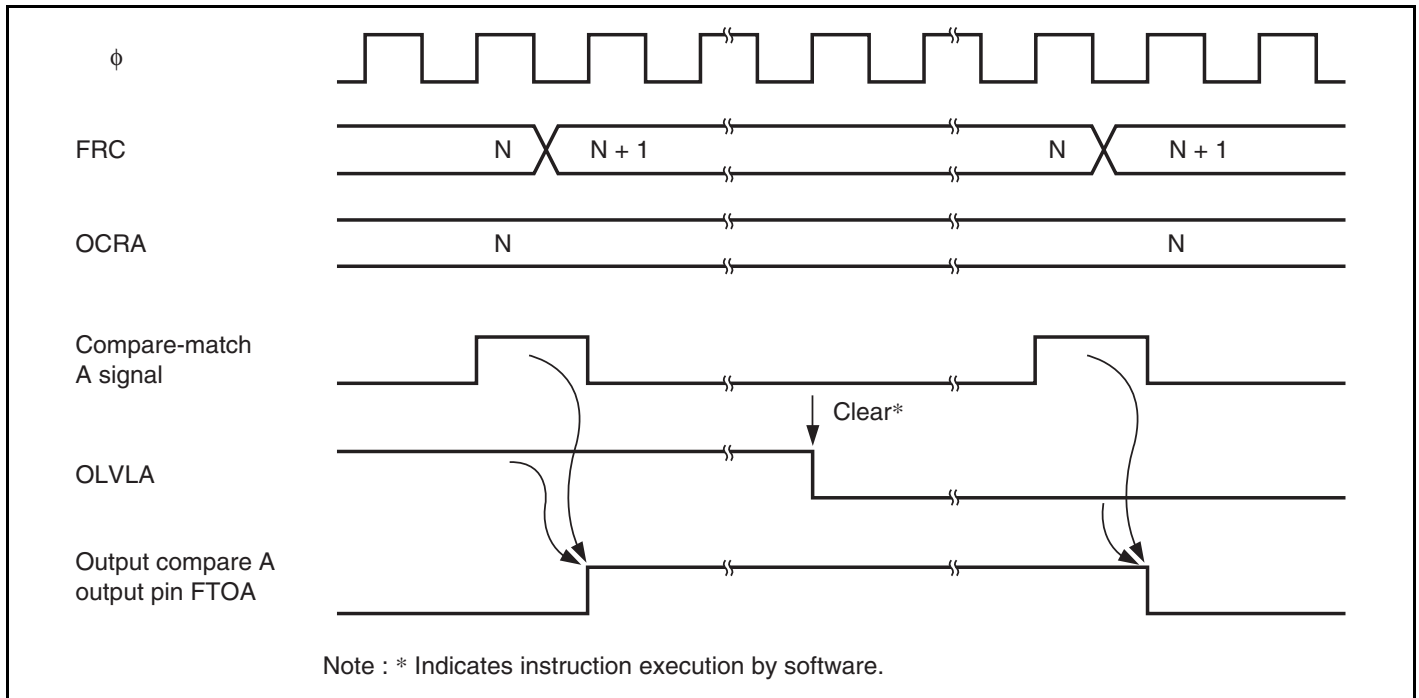 ϕ
FRC
N
N + 1
N
N + 1
OCRA
N
N
Compare-match
A signal
Clear*
OLVLA
Output compare A
output pin FTOA
Note : * Indicates instruction execution by software.